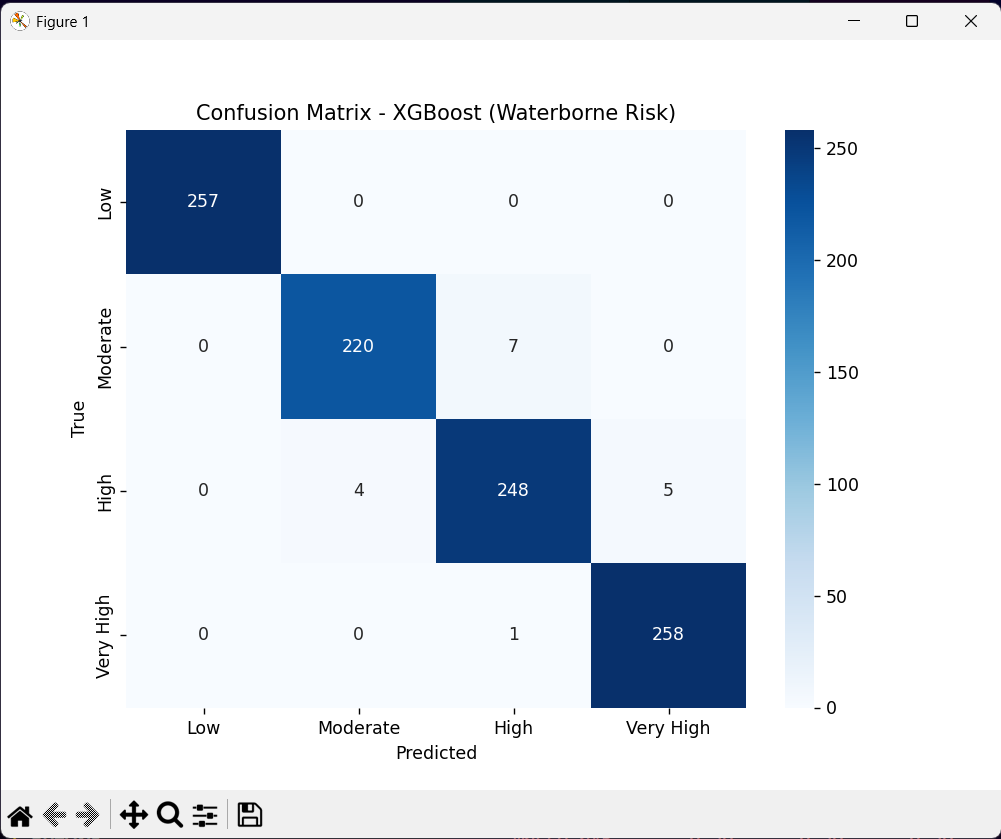 Figure 1
Confusion Matrix - XGBoost (Waterborne Risk)
Low
257
0
0
0
Moderate
0
220
7
0
High
0
4
248
5
Very High
0
0
1
258
True
Low
Moderate
High
Very High
Predicted
250
200
150
100
50
0